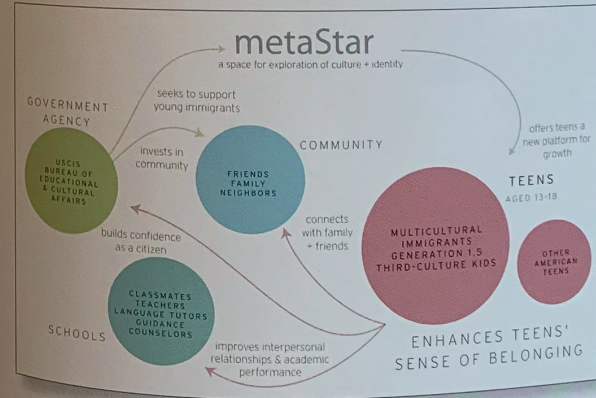 metaStar
a space for exploration of culture + identity
GOVERNMENT
AGENCY
seeks to support
young immigrants
USCIS
BUREAU OF
EDUCATIONAL
& CULTURAL
AFFAIRS
invests in
community
FRIENDS
FAMILY
NEIGHBORS
COMMUNITY
offers teens a
new platform for
growth
TEENS
AGED 13-18
MULTICULTURAL
IMMIGRANTS
GENERATION 1.5
THIRD-CULTURE KIDS
OTHER
AMERICAN
TEENS
connects
with family
+ friends
builds confidence
as a citizen
CLASSMATES
TEACHERS
LANGUAGE TUTORS
GUIDANCE
COUNSELORS
SCHOOLS
improves interpersonal
relationships & academic
performance
ENHANCES TEENS'
SENSE OF BELONGING